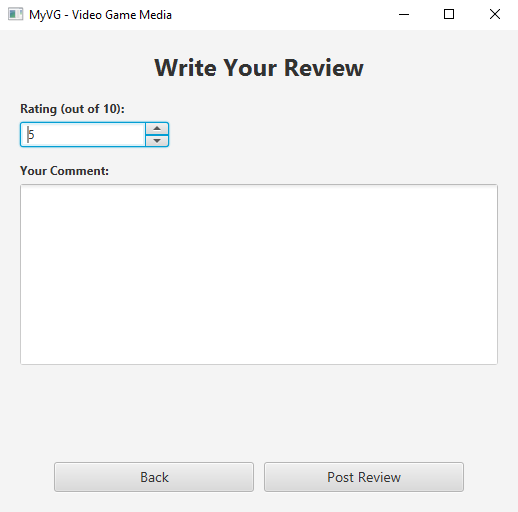 MyVG - Video Game Media
Write Your Review
Rating (out of 10):
5
Your Comment:
Back
Post Review